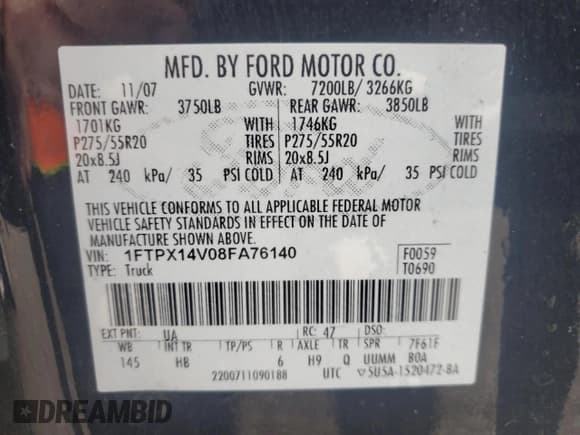 MFD. BY FORD MOTOR CO.
DATE: 11/07 GVWR: 7200LB/ 3266KG
FRONT GAWR: 3750LB REAR GAWR: 3850LB
1701KG WITH 1746KG WITH
P275/55R20 TIRES P275/55R20 TIRES
20x8.5J RIMS 20x8.5J RIMS
AT 240 kPa/ 35 PSI COLD AT 240 kPa/ 35 PSI COLD
THIS VEHICLE CONFORMS TO ALL APPLICABLE FEDERAL MOTOR
VEHICLE SAFETY STANDARDS IN EFFECT ON THE DATE OF
MANUFACTURE SHOWN ABOVE.
VIN: 1FTPX14V08FA76140 F0059
TYPE: Truck T0690
EXT PNT: UA RC: 47 DSO:
WB INT TR TP/PS R AXLE TR SPR 7F61F
145 HB 6 H9 Q UUMM BOA
2200711090188 UTC SU5A-1520472-BA
DREAMBID